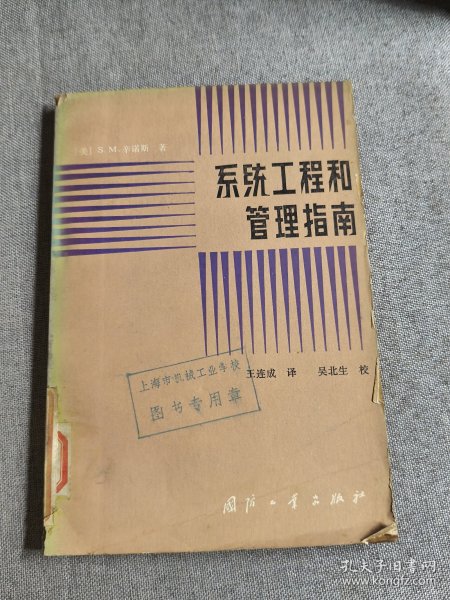 〔美〕S.M.辛诺斯 著
系统工程和
管理指南
王连成 译 吴北生 校
上海市机械工业学校
图书专用章
国防工业出版社
孔夫子旧书网
www.kongfz.com